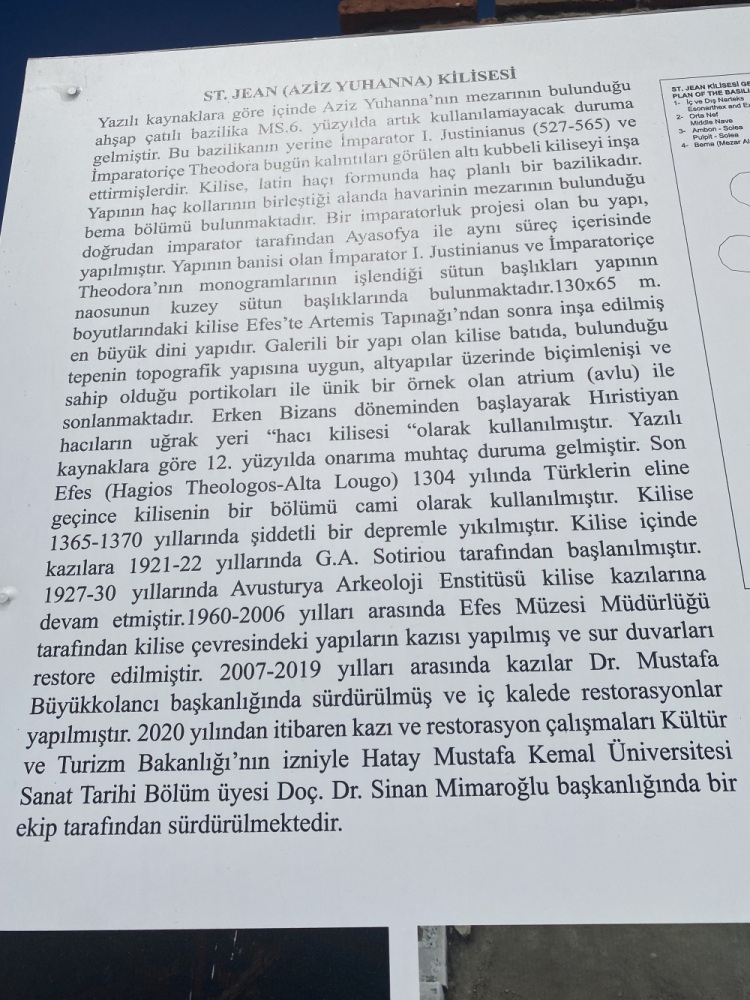 ST. JEAN (AZİZ YUHANNA) KİLİSESİ
Yazılı kaynaklara göre içinde Aziz Yuhanna'nın mezarının bulunduğu
ahşap çatılı bazilika MS.6. yüzyılda artık kullanılamayacak duruma
gelmiştir. Bu bazilikanın yerine İmparator I. Justinianus (527-565) ve
İmparatoriçe Theodora bugün kalıntıları görülen altı kubbeli kiliseyi inşa
ettirmişlerdir. Kilise, latin haçı formunda haç planlı bir bazilikadır.
Yapının haç kollarının birleştiği alanda havarinin mezarının bulunduğu
bema bölümü bulunmaktadır. Bir imparatorluk projesi olan bu yapı,
doğrudan imparator tarafından Ayasofya ile aynı süreç içerisinde
yapılmıştır. Yapının banisi olan İmparator I. Justinianus ve İmparatoriçe
Theodora'nın monogramlarının işlendiği sütun başlıkları yapının
naosunun kuzey sütun başlıklarında bulunmaktadır.130x65 m.
boyutlarındaki kilise Efes'te Artemis Tapınağı'ndan sonra inşa edilmiş
en büyük dini yapıdır. Galerili bir yapı olan kilise batıda, bulunduğu
tepenin topografik yapısına uygun, altyapılar üzerinde biçimlenişi ve
sahip olduğu portikoları ile ünik bir örnek olan atrium (avlu) ile
sonlanmaktadır. Erken Bizans döneminden başlayarak Hıristiyan
hacıların uğrak yeri "hacı kilisesi "olarak kullanılmıştır. Yazılı
kaynaklara göre 12. yüzyılda onarıma muhtaç duruma gelmiştir. Son
Efes (Hagios Theologos-Alta Lougo) 1304 yılında Türklerin eline
geçince kilisenin bir bölümü cami olarak kullanılmıştır. Kilise
1365-1370 yıllarında şiddetli bir depremle yıkılmıştır. Kilise içinde
kazılara 1921-22 yıllarında G.A. Sotiriou tarafından başlanılmıştır.
1927-30 yıllarında Avusturya Arkeoloji Enstitüsü kilise kazılarına
devam etmiştir.1960-2006 yılları arasında Efes Müzesi Müdürlüğü
tarafından kilise çevresindeki yapıların kazısı yapılmış ve sur duvarları
restore edilmiştir. 2007-2019 yılları arasında kazılar Dr. Mustafa
Büyükkolancı başkanlığında sürdürülmüş ve iç kalede restorasyonlar
yapılmıştır. 2020 yılından itibaren kazı ve restorasyon çalışmaları Kültür
ve Turizm Bakanlığı'nın izniyle Hatay Mustafa Kemal Üniversitesi
Sanat Tarihi Bölüm üyesi Doç. Dr. Sinan Mimaroğlu başkanlığında bir
ekip tarafından sürdürülmektedir.
ST. JEAN KİLİSESİ GE
PLAN OF THE BASILI
1- İç ve Dış Narteks
Esonarthex and E
2- Orta Nef
Middle Nave
3- Ambon - Solea
Pulpit - Solea
4- Bema (Mezar Al